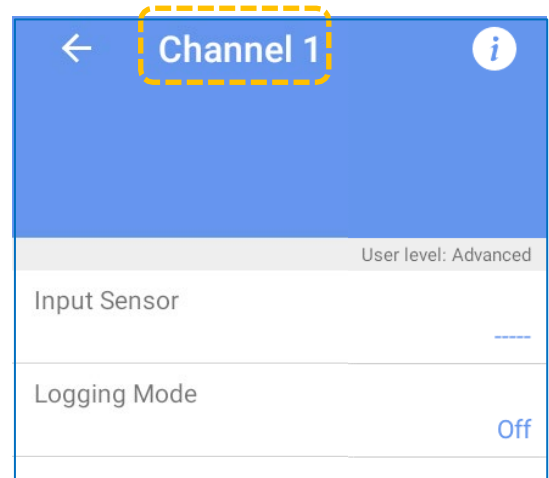 ← Channel 1 i
User level: Advanced
Input Sensor
-----
Logging Mode
Off